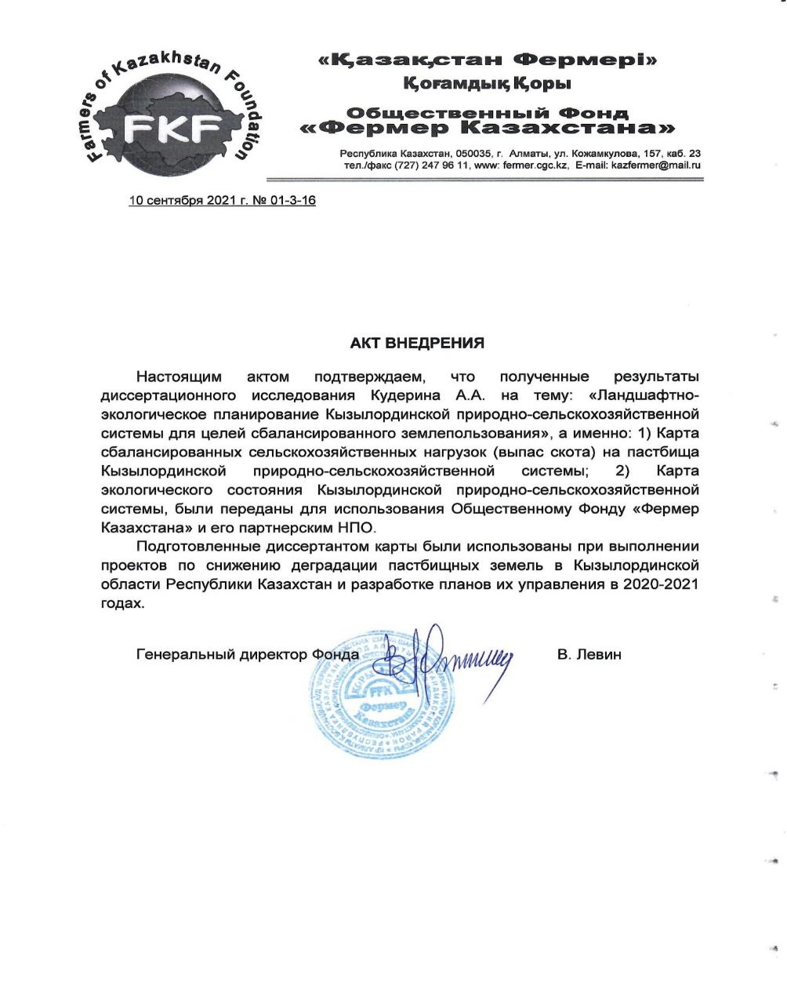 Farmers of Kazakhstan Foundation
FKF
«Қазақстан Фермері»
Қоғамдық Қоры
Общественный Фонд
«Фермер Казахстана»
Республика Казахстан, 050035, г. Алматы, ул. Кожамкулова, 157, каб. 23
тел./факс (727) 247 96 11, www: fermer.cgc.kz, E-mail: kazfermer@mail.ru
10 сентября 2021 г. № 01-3-16
АКТ ВНЕДРЕНИЯ
Настоящим актом подтверждаем, что полученные результаты
диссертационного исследования Кудерина А.А. на тему: «Ландшафтно-
экологическое планирование Кызылординской природно-сельскохозяйственной
системы для целей сбалансированного землепользования», а именно: 1) Карта
сбалансированных сельскохозяйственных нагрузок (выпас скота) на пастбища
Кызылординской природно-сельскохозяйственной системы; 2) Карта
экологического состояния Кызылординской природно-сельскохозяйственной
системы, были переданы для использования Общественному Фонду «Фермер
Казахстана» и его партнерским НПО.
Подготовленные диссертантом карты были использованы при выполнении
проектов по снижению деградации пастбищных земель в Кызылординской
области Республики Казахстан и разработке планов их управления в 2020-2021
годах.
Генеральный директор Фонда В. Левин
Фермер
Казахстана